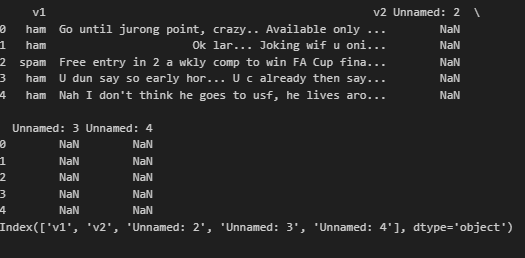 v1 v2 Unnamed: 2 \
0 ham Go until jurong point, crazy.. Available only ... NaN
1 ham Ok lar... Joking wif u oni... NaN
2 spam Free entry in 2 a wkly comp to win FA Cup fina... NaN
3 ham U dun say so early hor... U c already then say... NaN
4 ham Nah I don't think he goes to usf, he lives aro... NaN
Unnamed: 3 Unnamed: 4
0 NaN NaN
1 NaN NaN
2 NaN NaN
3 NaN NaN
4 NaN NaN
Index(['v1', 'v2', 'Unnamed: 2', 'Unnamed: 3', 'Unnamed: 4'], dtype='object')